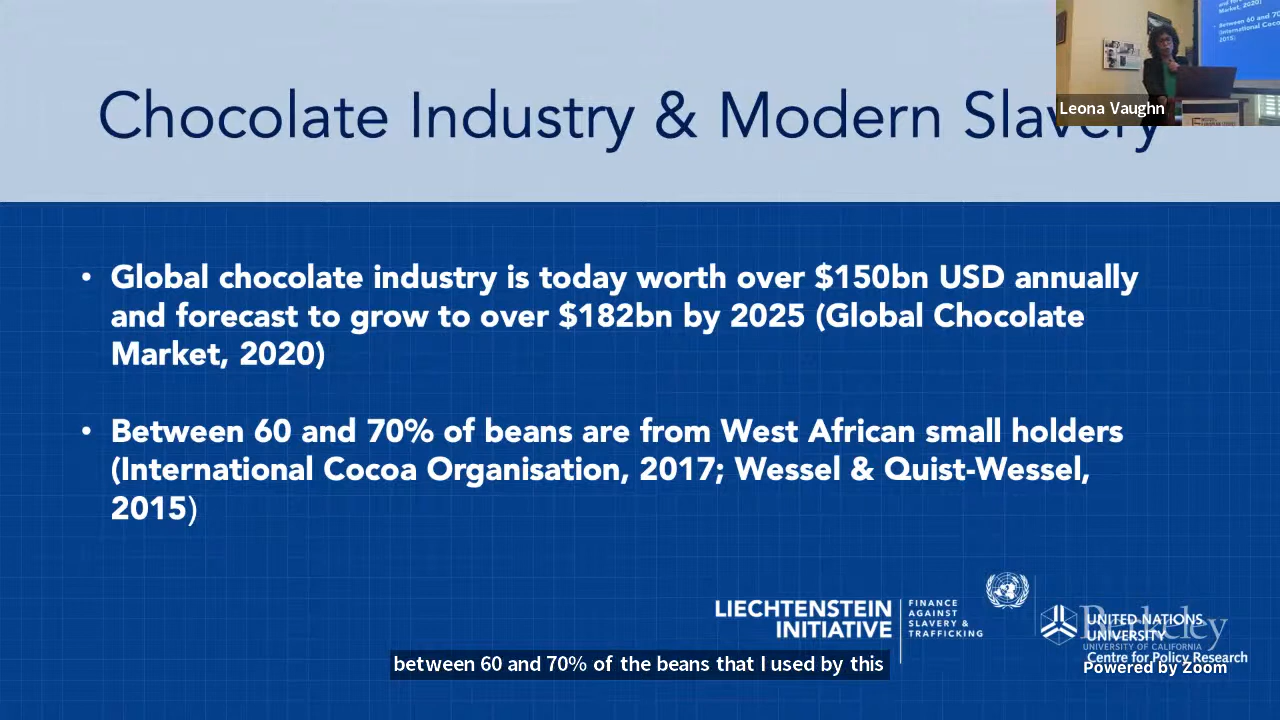 Chocolate Industry & Modern Slavery
Leona Vaughn
• Global chocolate industry is today worth over $150bn USD annually
and forecast to grow to over $182bn by 2025 (Global Chocolate
Market, 2020)
• Between 60 and 70% of beans are from West African small holders
(International Cocoa Organisation, 2017; Wessel & Quist-Wessel,
2015)
LIECHTENSTEIN
INITIATIVE
FINANCE
AGAINST
SLAVERY &
TRAFFICKING
UNITED NATIONS
UNIVERSITY
Centre for Policy Research
Berkeley
UNIVERSITY OF CALIFORNIA
Powered by Zoom
between 60 and 70% of the beans that I used by this